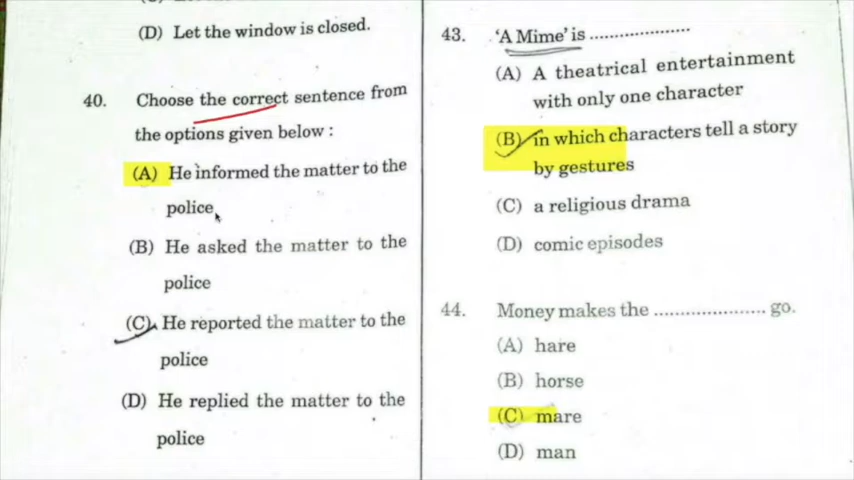 (D) Let the window is closed.
40. Choose the correct sentence from
the options given below :
(A) He informed the matter to the
police
(B) He asked the matter to the
police
(C) He reported the matter to the
police
(D) He replied the matter to the
police
43. 'A Mime' is ..................
(A) A theatrical entertainment
with only one character
(B) in which characters tell a story
by gestures
(C) a religious drama
(D) comic episodes
44. Money makes the .................... go.
(A) hare
(B) horse
(C) mare
(D) man